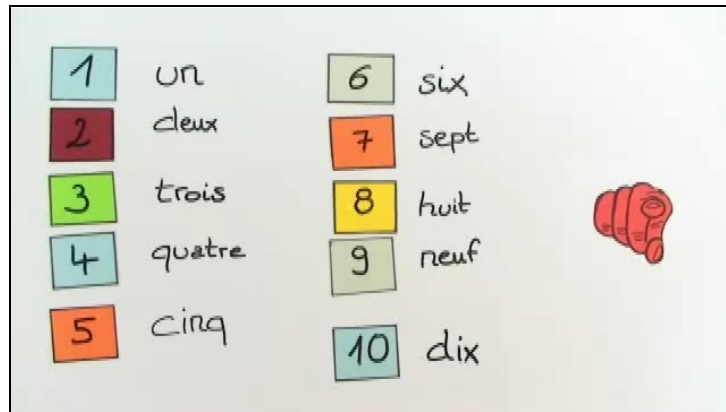 1 un
2 deux
3 trois
4 quatre
5 cinq
6 six
7 sept
8 huit
9 neuf
10 dix